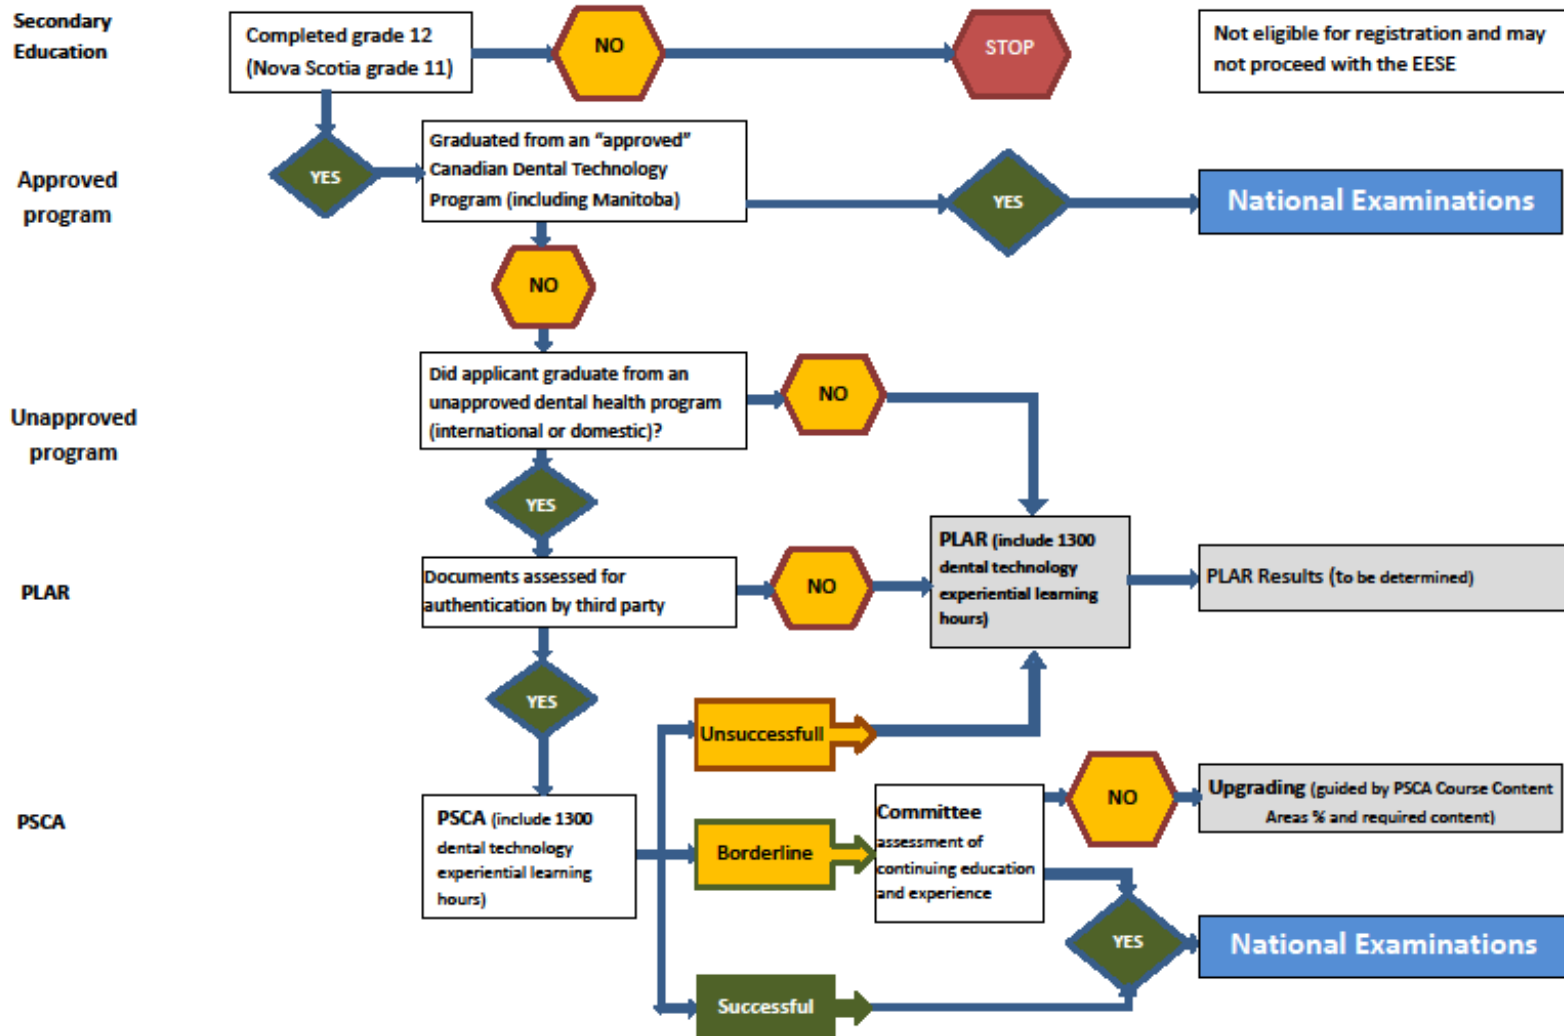 Secondary
Education
Completed grade 12
(Nova Scotia grade 11)
NO
STOP
Not eligible for registration and may
not proceed with the EESE
Approved
program
YES
Graduated from an “approved”
Canadian Dental Technology
Program (including Manitoba)
YES
National Examinations
NO
Unapproved
program
Did applicant graduate from an
unapproved dental health program
(international or domestic)?
NO
YES
PLAR
Documents assessed for
authentication by third party
NO
PLAR (include 1300
dental technology
experiential learning
hours)
PLAR Results (to be determined)
YES
PSCA
PSCA (include 1300
dental technology
experiential learning
hours)
Unsuccessfull
Borderline
Successful
Committee
assessment of
continuing education
and experience
NO
Upgrading (guided by PSCA Course Content
Areas % and required content)
YES
National Examinations